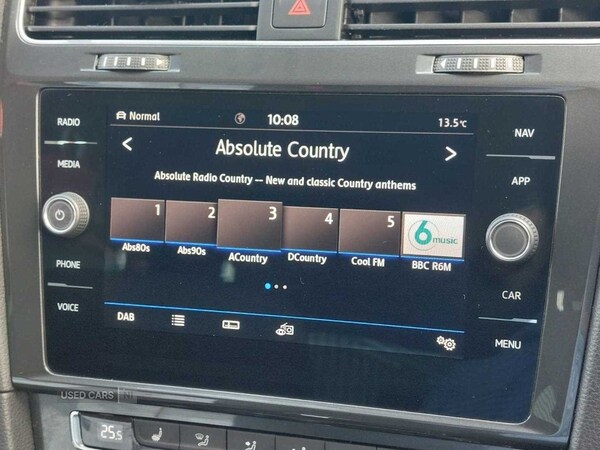 Normal
10:08
13.5°C
Absolute Country
Absolute Radio Country -- New and classic Country anthems
1
2
3
4
5
6 music
Abs80s
Abs90s
ACountry
DCountry
Cool FM
BBC R6M
DAB
RADIO
MEDIA
PHONE
VOICE
NAV
APP
CAR
MENU
USED CARS NI
25.5